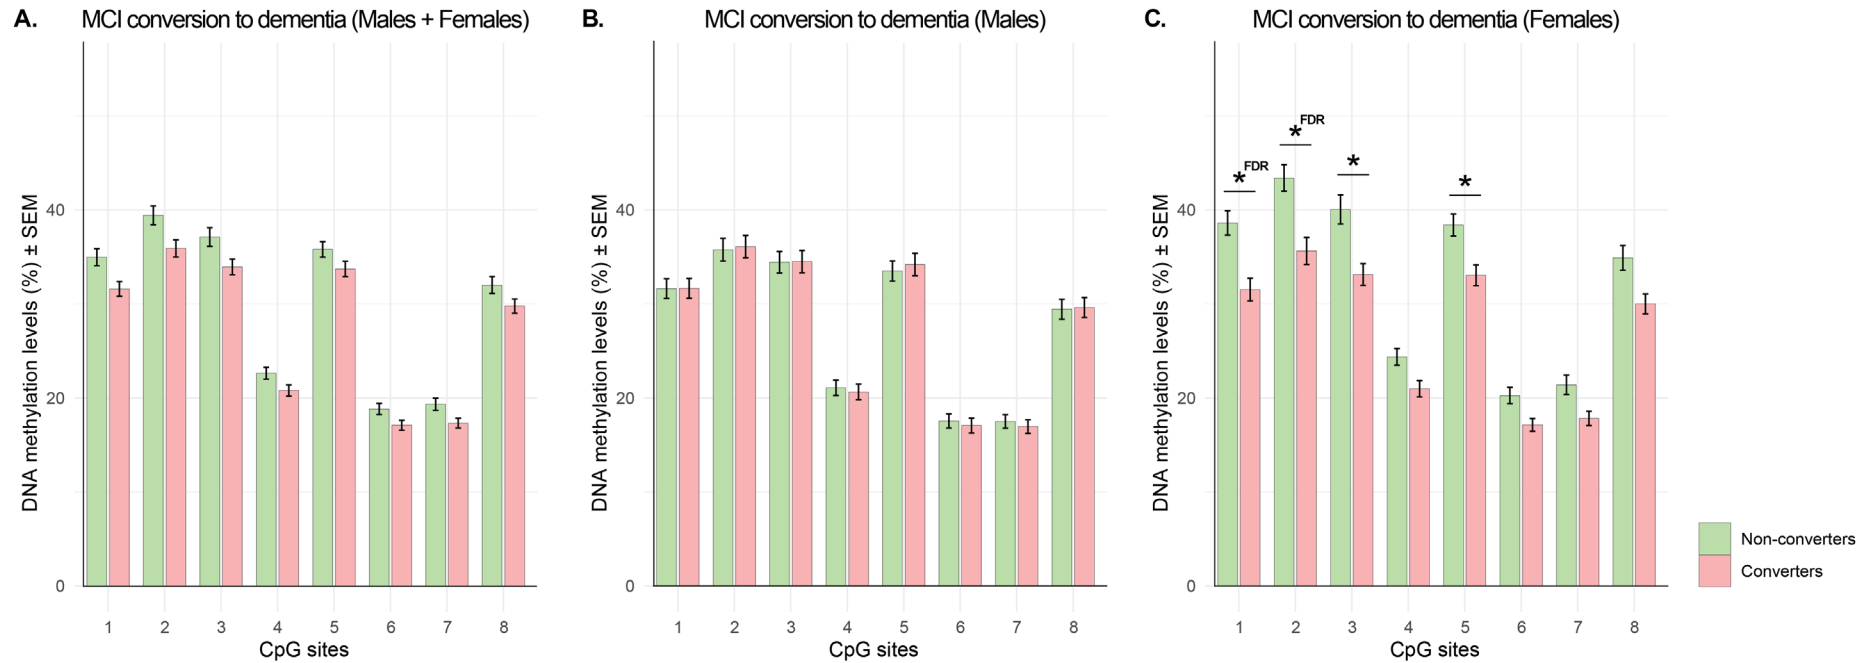 A. MCI conversion to dementia (Males + Females)
DNA methylation levels (%) ± SEM
40
20
0
1 2 3 4 5 6 7 8
CpG sites
B. MCI conversion to dementia (Males)
DNA methylation levels (%) ± SEM
40
20
0
1 2 3 4 5 6 7 8
CpG sites
C. MCI conversion to dementia (Females)
DNA methylation levels (%) ± SEM
*FDR
*FDR
*
*
40
20
0
1 2 3 4 5 6 7 8
CpG sites
Non-converters
Converters